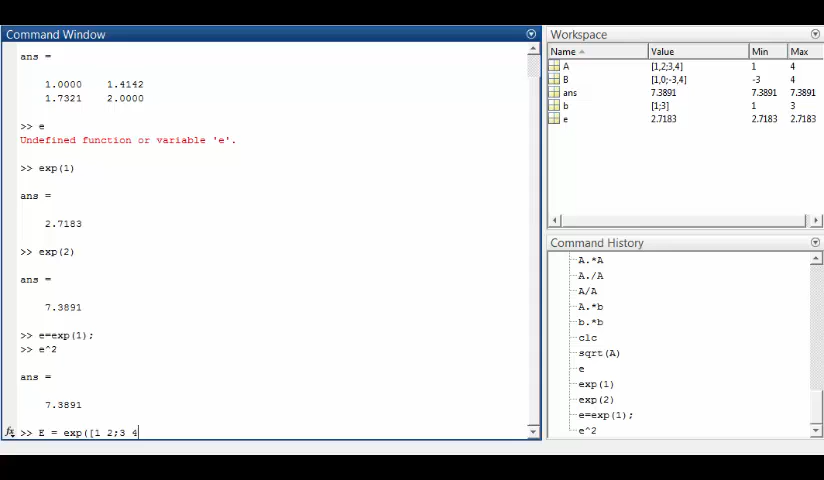 Command Window
ans =
1.0000 1.4142
1.7321 2.0000
>> e
Undefined function or variable 'e'.
>> exp(1)
ans =
2.7183
>> exp(2)
ans =
7.3891
>> e=exp(1);
>> e^2
ans =
7.3891
fx >> E = exp([1 2;3 4
Workspace
Name Value Min Max
A [1,2;3,4] 1 4
B [1,0;-3,4] -3 4
ans 7.3891 7.3891 7.3891
b [1;3] 1 3
e 2.7183 2.7183 2.7183
Command History
A.*A
A./A
A/A
A.*b
b.*b
clc
sqrt(A)
e
exp(1)
exp(2)
e=exp(1);
e^2